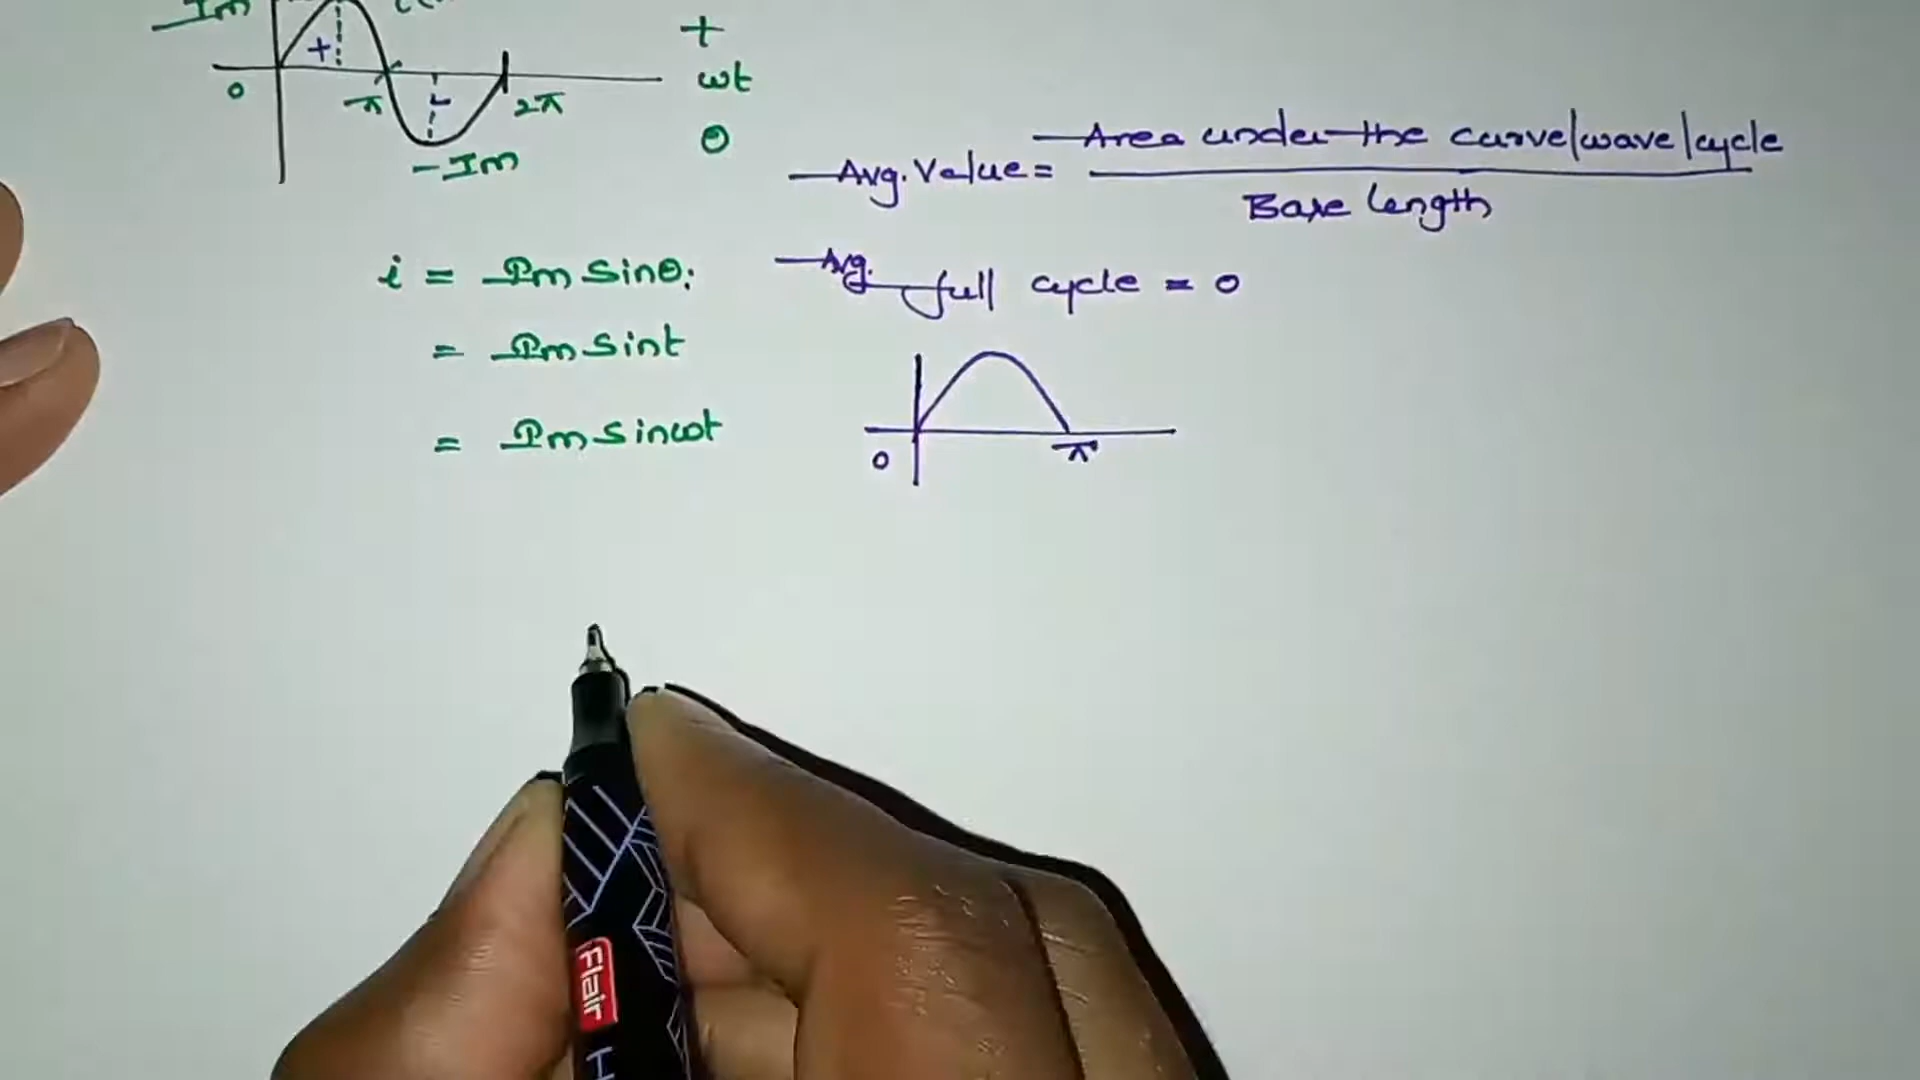 Im
+
+
ωt
0
π
-
2π
θ
-Im
Avg. Value = Area under the curve/wave/cycle
Base length
i = Im Sinθ.
= Im Sint
= Im Sinωt
Avg. full cycle = 0
0
π
Flair
H